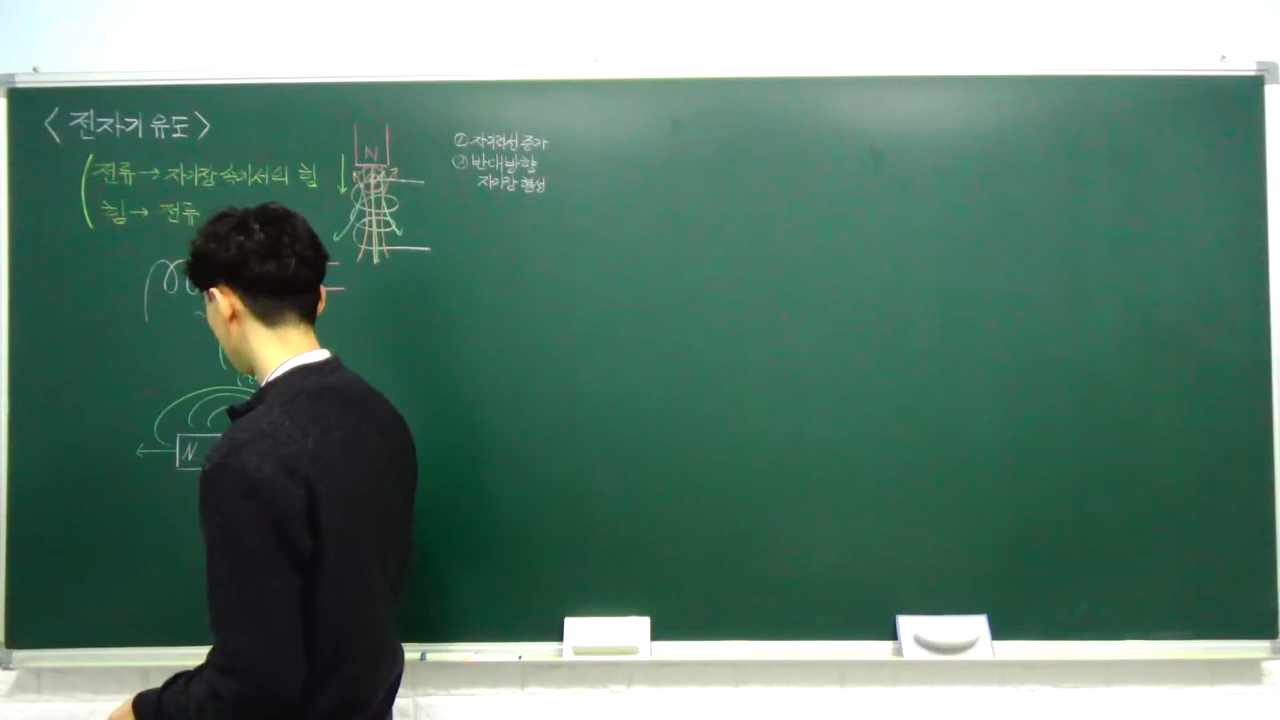 <전자기 유도>
전류 → 자기장 속에서의 힘
힘 → 전류
N
② 자기력선 증가
③ 반대방향
자기장 형성
N